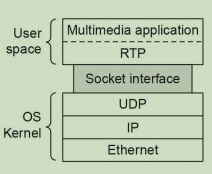 User
space
Multimedia application
RTP
Socket interface
OS
Kernel
UDP
IP
Ethernet